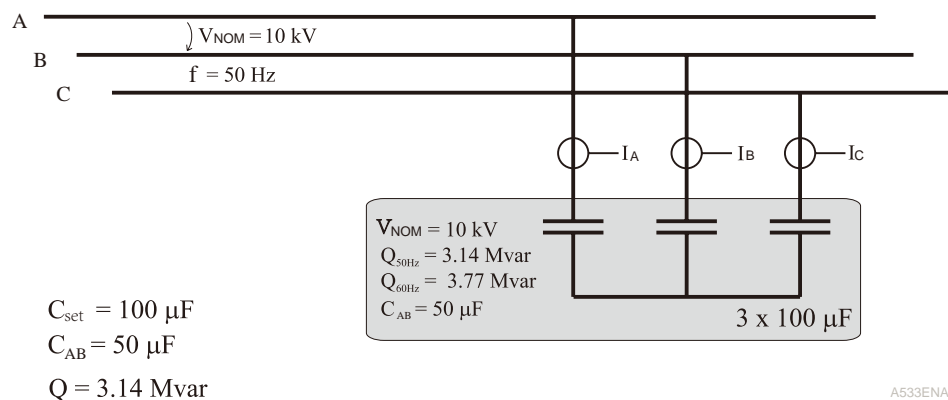 A
VNOM = 10 kV
B
f = 50 Hz
C
IA
IB
IC
VNOM = 10 kV
Q50Hz = 3.14 Mvar
Q60Hz = 3.77 Mvar
CAB = 50 μF
3 x 100 μF
Cset = 100 μF
CAB = 50 μF
Q = 3.14 Mvar
A533ENA